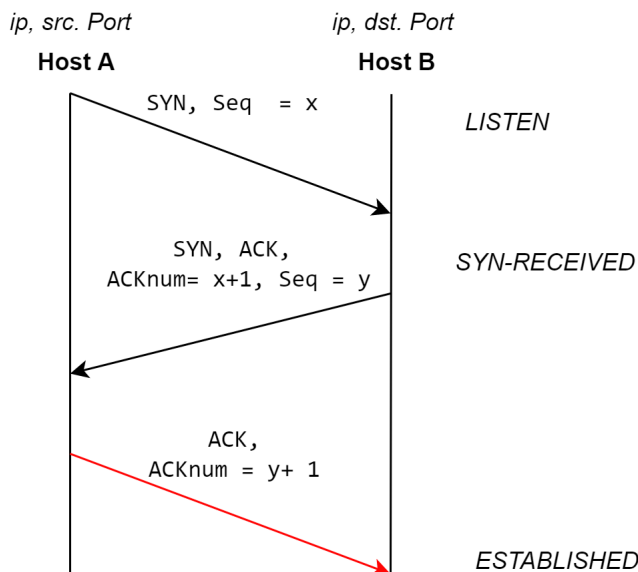 ip, src. Port
ip, dst. Port
Host A
Host B
SYN, Seq = x
LISTEN
SYN, ACK,
ACKnum= x+1, Seq = y
SYN-RECEIVED
ACK,
ACKnum = y+ 1
ESTABLISHED